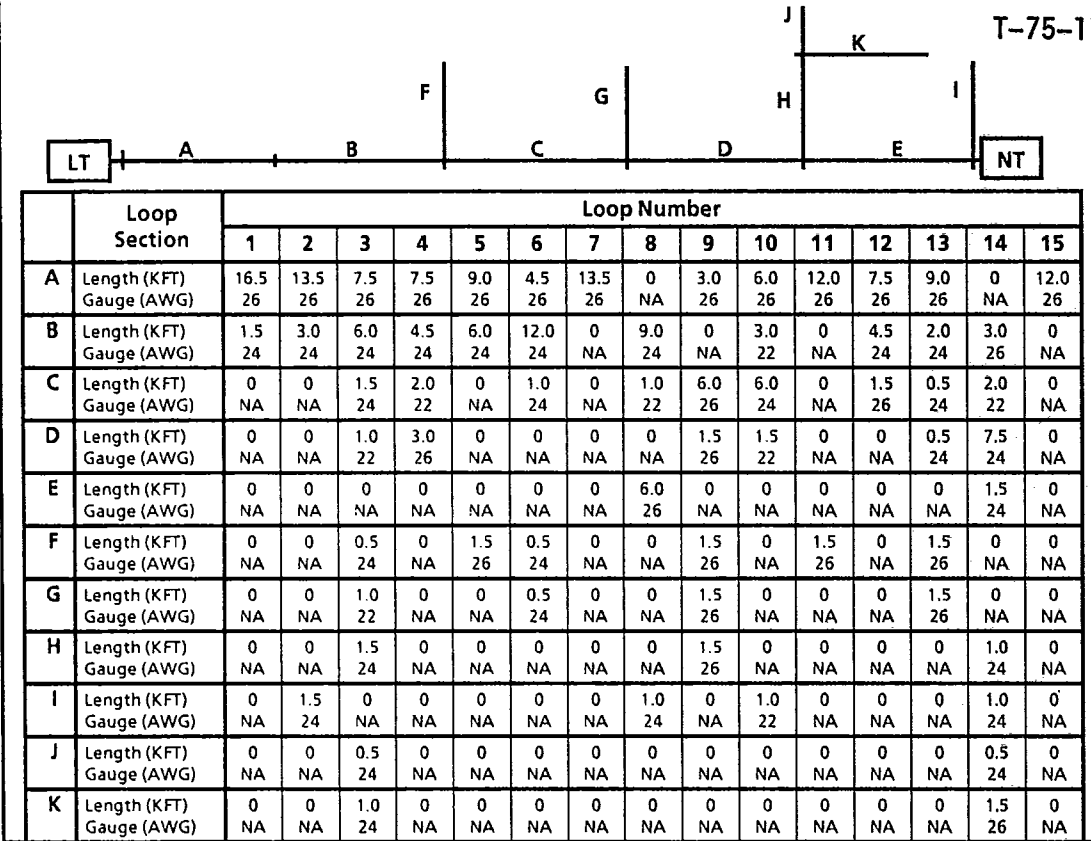 J
T-75-1
K
F
G
H
I
A
B
C
D
E
LT
NT
Loop Section
Loop Number
1 2 3 4 5 6 7 8 9 10 11 12 13 14 15
A Length (KFT) 16.5 13.5 7.5 7.5 9.0 4.5 13.5 0 3.0 6.0 12.0 7.5 9.0 0 12.0
Gauge (AWG) 26 26 26 26 26 26 26 NA 26 26 26 26 26 NA 26
B Length (KFT) 1.5 3.0 6.0 4.5 6.0 12.0 0 9.0 0 3.0 0 4.5 2.0 3.0 0
Gauge (AWG) 24 24 24 24 24 24 NA 24 NA 22 NA 24 24 26 NA
C Length (KFT) 0 0 1.5 2.0 0 1.0 0 1.0 6.0 6.0 0 1.5 0.5 2.0 0
Gauge (AWG) NA NA 24 22 NA 24 NA 22 26 24 NA 26 24 22 NA
D Length (KFT) 0 0 1.0 3.0 0 0 0 0 1.5 1.5 0 0 0.5 7.5 0
Gauge (AWG) NA NA 22 26 NA NA NA NA 26 22 NA NA 24 24 NA
E Length (KFT) 0 0 0 0 0 0 0 6.0 0 0 0 0 0 1.5 0
Gauge (AWG) NA NA NA NA NA NA NA 26 NA NA NA NA NA 24 NA
F Length (KFT) 0 0 0.5 0 1.5 0.5 0 0 1.5 0 1.5 0 1.5 0 0
Gauge (AWG) NA NA 24 NA 26 24 NA NA 26 NA 26 NA 26 NA NA
G Length (KFT) 0 0 1.0 0 0 0.5 0 0 1.5 0 0 0 1.5 0 0
Gauge (AWG) NA NA 22 NA NA 24 NA NA 26 NA NA NA 26 NA NA
H Length (KFT) 0 0 1.5 0 0 0 0 0 1.5 0 0 0 0 1.0 0
Gauge (AWG) NA NA 24 NA NA NA NA NA 26 NA NA NA NA 24 NA
I Length (KFT) 0 1.5 0 0 0 0 0 1.0 0 1.0 0 0 0 1.0 0
Gauge (AWG) NA 24 NA NA NA NA NA 24 NA 22 NA NA NA 24 NA
J Length (KFT) 0 0 0.5 0 0 0 0 0 0 0 0 0 0 0.5 0
Gauge (AWG) NA NA 24 NA NA NA NA NA NA NA NA NA NA 24 NA
K Length (KFT) 0 0 1.0 0 0 0 0 0 0 0 0 0 0 1.5 0
Gauge (AWG) NA NA 24 NA NA NA NA NA NA NA NA NA NA 26 NA